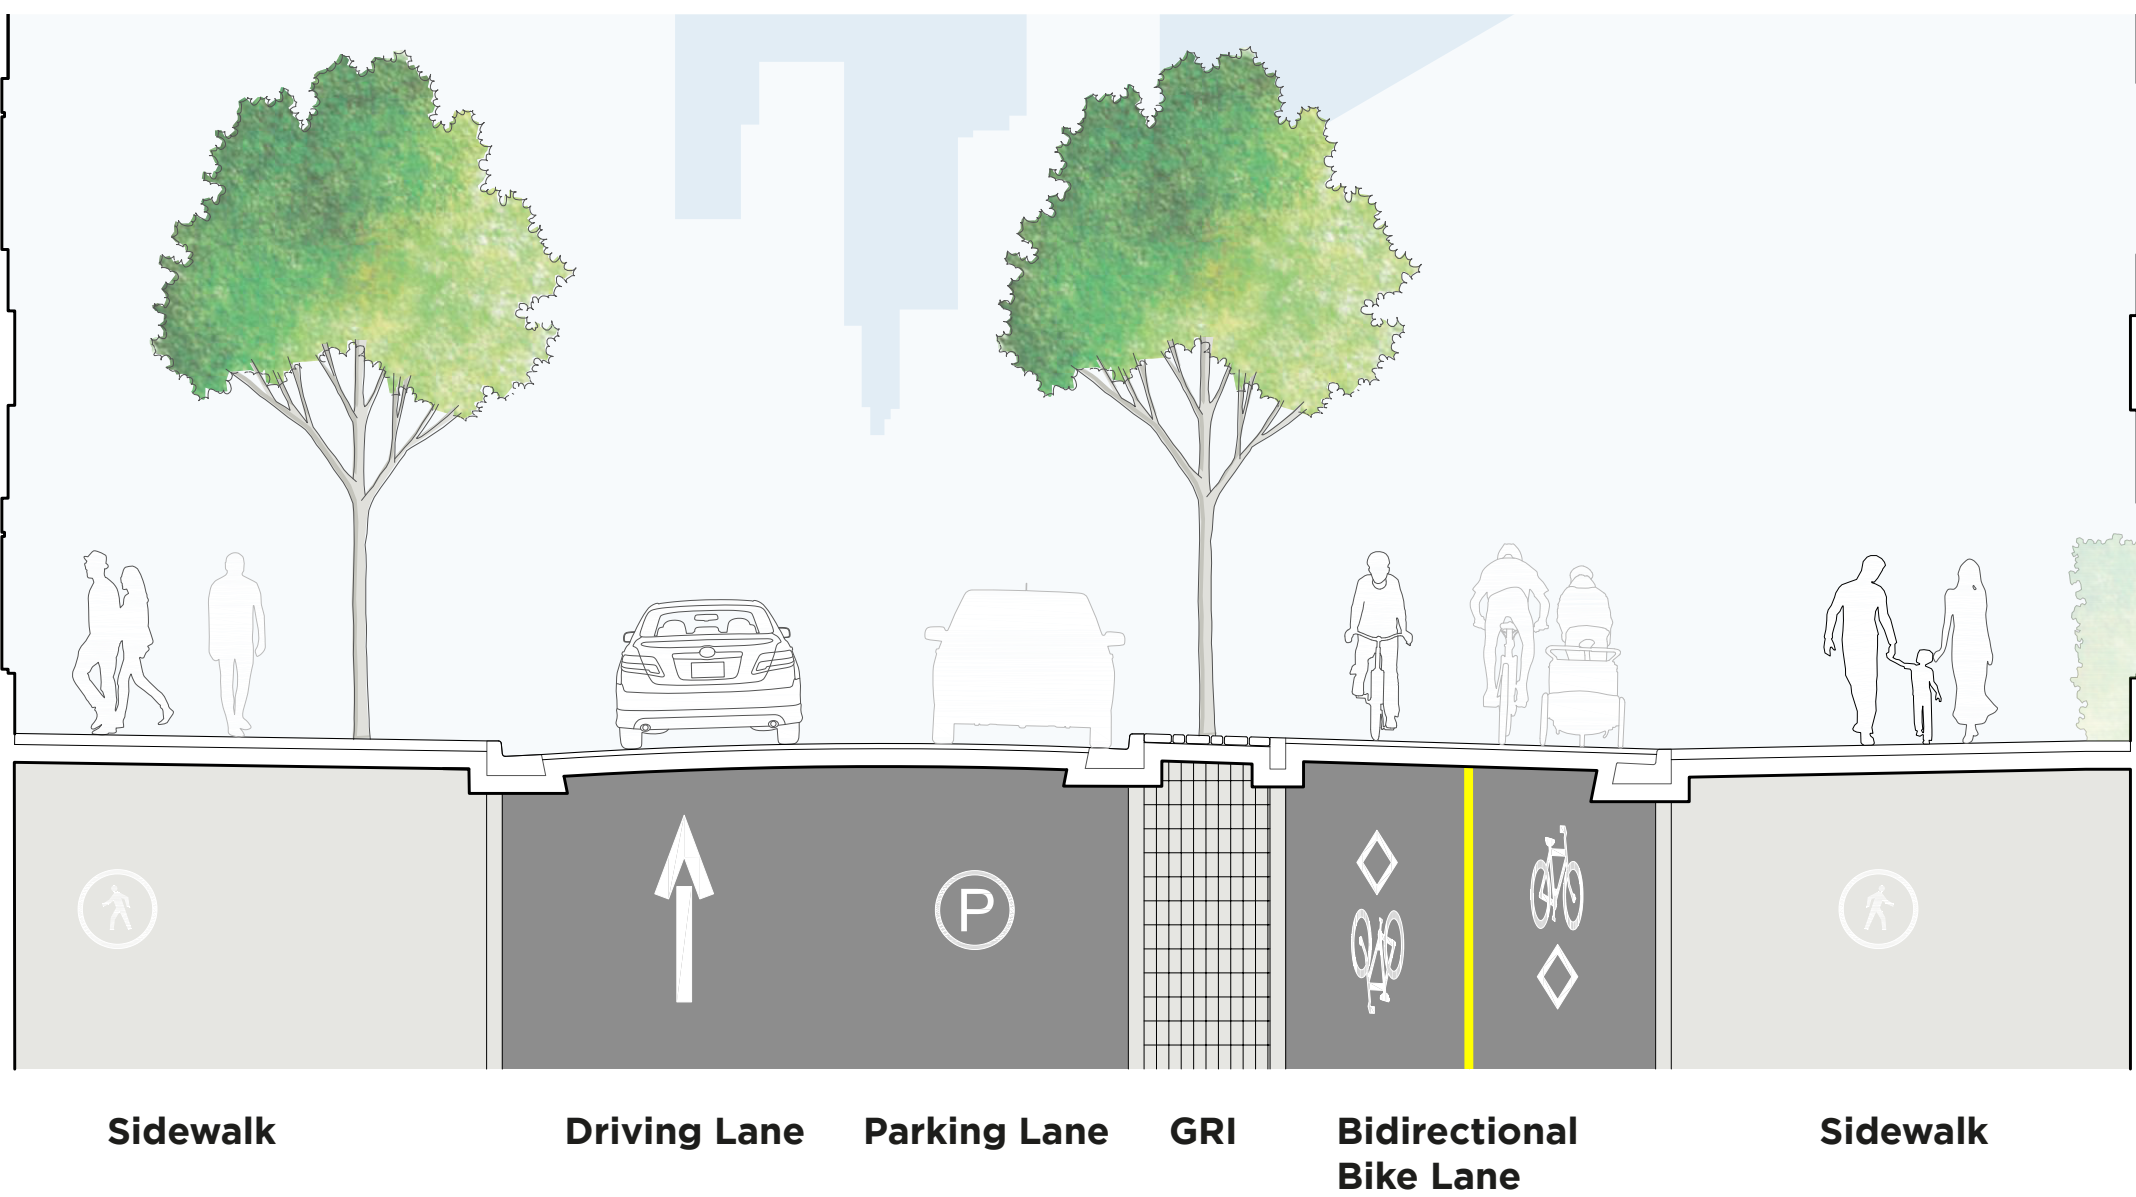 P
Sidewalk
Driving Lane
Parking Lane
GRI
Bidirectional
Bike Lane
Sidewalk